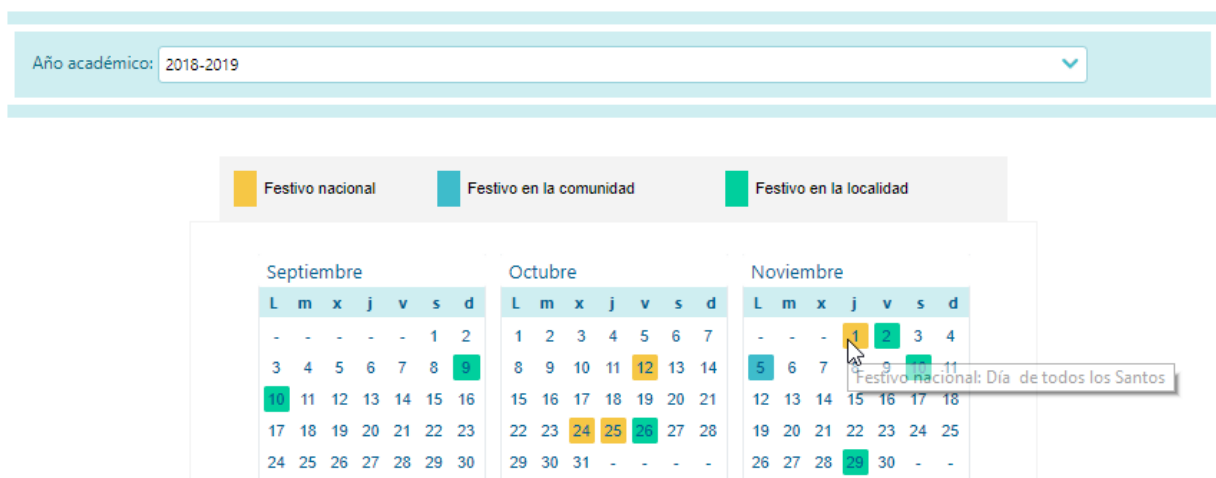 Año académico: 2018-2019
Festivo nacional Festivo en la comunidad Festivo en la localidad
Septiembre Octubre Noviembre
L m x j v s d L m x j v s d L m x j v s d
- - - - - 1 2 1 2 3 4 5 6 7 - - - 1 2 3 4
3 4 5 6 7 8 9 8 9 10 11 12 13 14 5 6 7 8 9 10 11
Festivo nacional: Día de todos los Santos
10 11 12 13 14 15 16 15 16 17 18 19 20 21 12 13 14 15 16 17 18
17 18 19 20 21 22 23 22 23 24 25 26 27 28 19 20 21 22 23 24 25
24 25 26 27 28 29 30 29 30 31 - - - - 26 27 28 29 30 - -